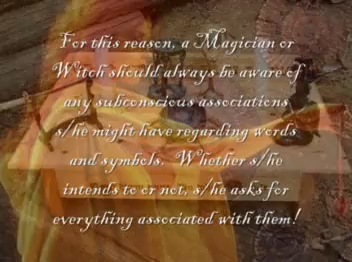 For this reason, a Magician or
Witch should always be aware of
any subconscious associations
s/he might have regarding words
and symbols. Whether s/he
intends to or not, s/he asks for
everything associated with them!